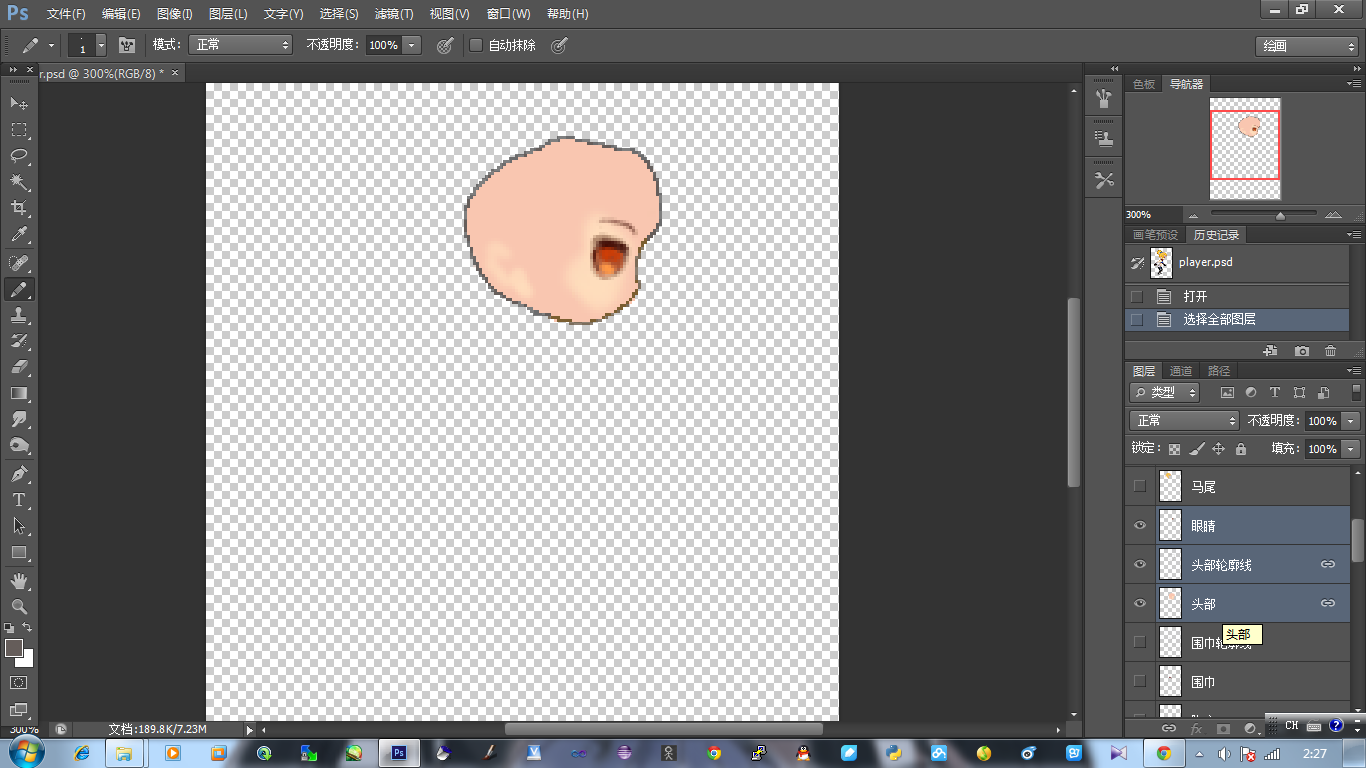 Ps 文件(F) 编辑(E) 图像(I) 图层(L) 文字(Y) 选择(S) 滤镜(T) 视图(V) 窗口(W) 帮助(H)
1 模式: 正常 不透明度: 100% 自动抹除 绘画
r.psd @ 300%(RGB/8) * ×
色板 导航器
300%
画笔预设 历史记录
player.psd
打开
选择全部图层
图层 通道 路径
类型
正常 不透明度: 100%
锁定: 填充: 100%
马尾
眼睛
头部轮廓线
头部
头部
围巾轮廓线
围巾
300% 文档:189.8K/7.23M
CH
Ps
2:27